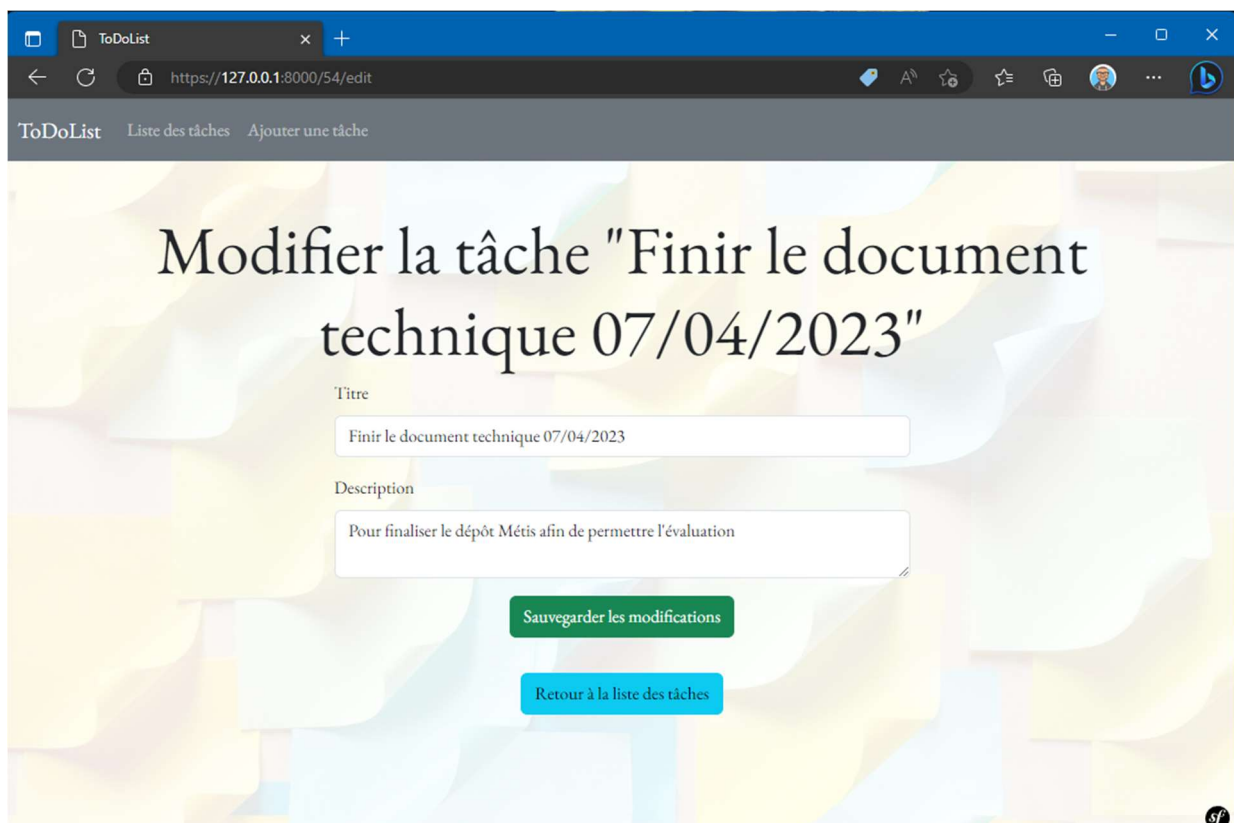 ToDoList
https://127.0.0.1:8000/54/edit
ToDoList Liste des tâches Ajouter une tâche
Modifier la tâche "Finir le document
technique 07/04/2023"
Titre
Finir le document technique 07/04/2023
Description
Pour finaliser le dépôt Métis afin de permettre l'évaluation
Sauvegarder les modifications
Retour à la liste des tâches
sf